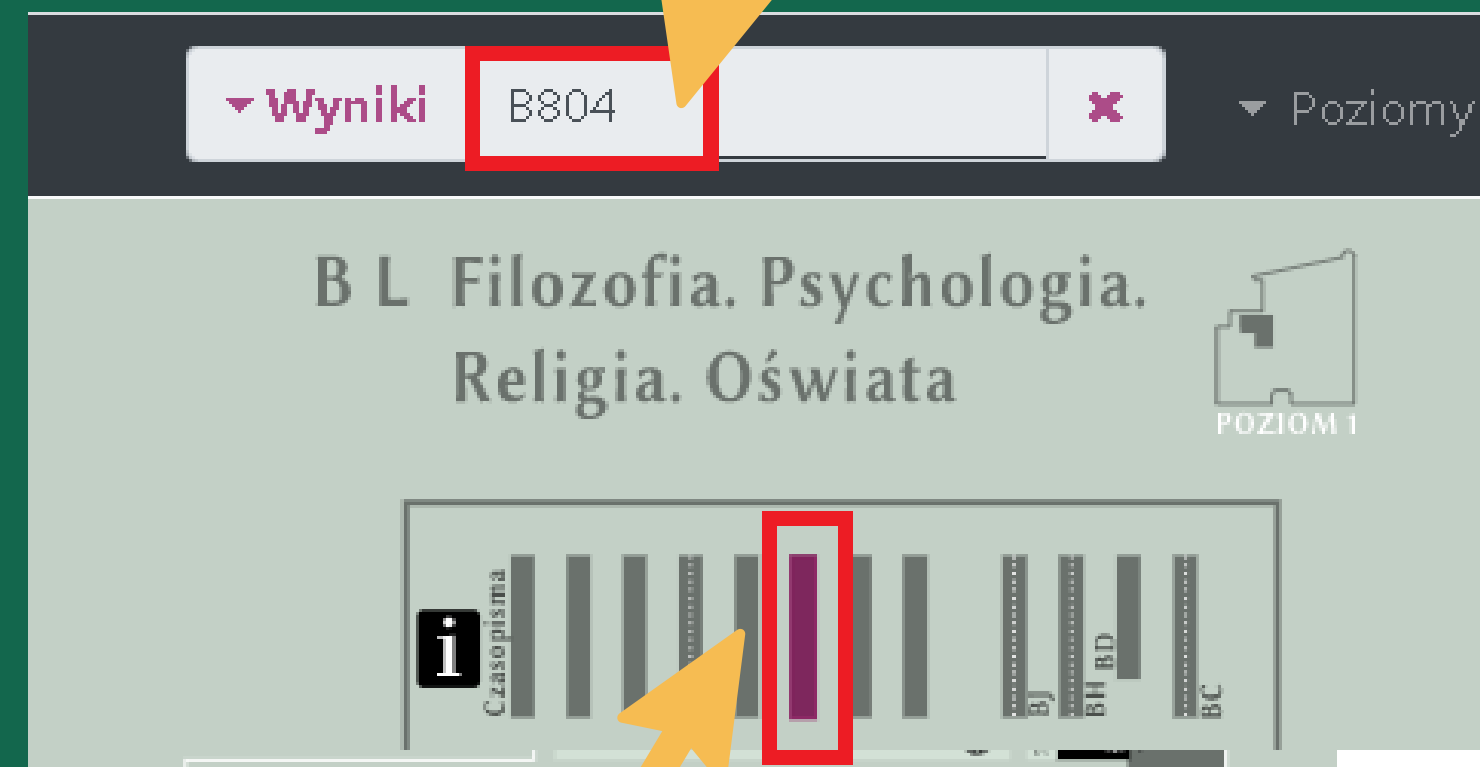 Wyniki B804 Poziomy
B L Filozofia. Psychologia.
Religia. Oświata
POZIOM 1
i
Czasopisma
BJ
BH
BD
BC